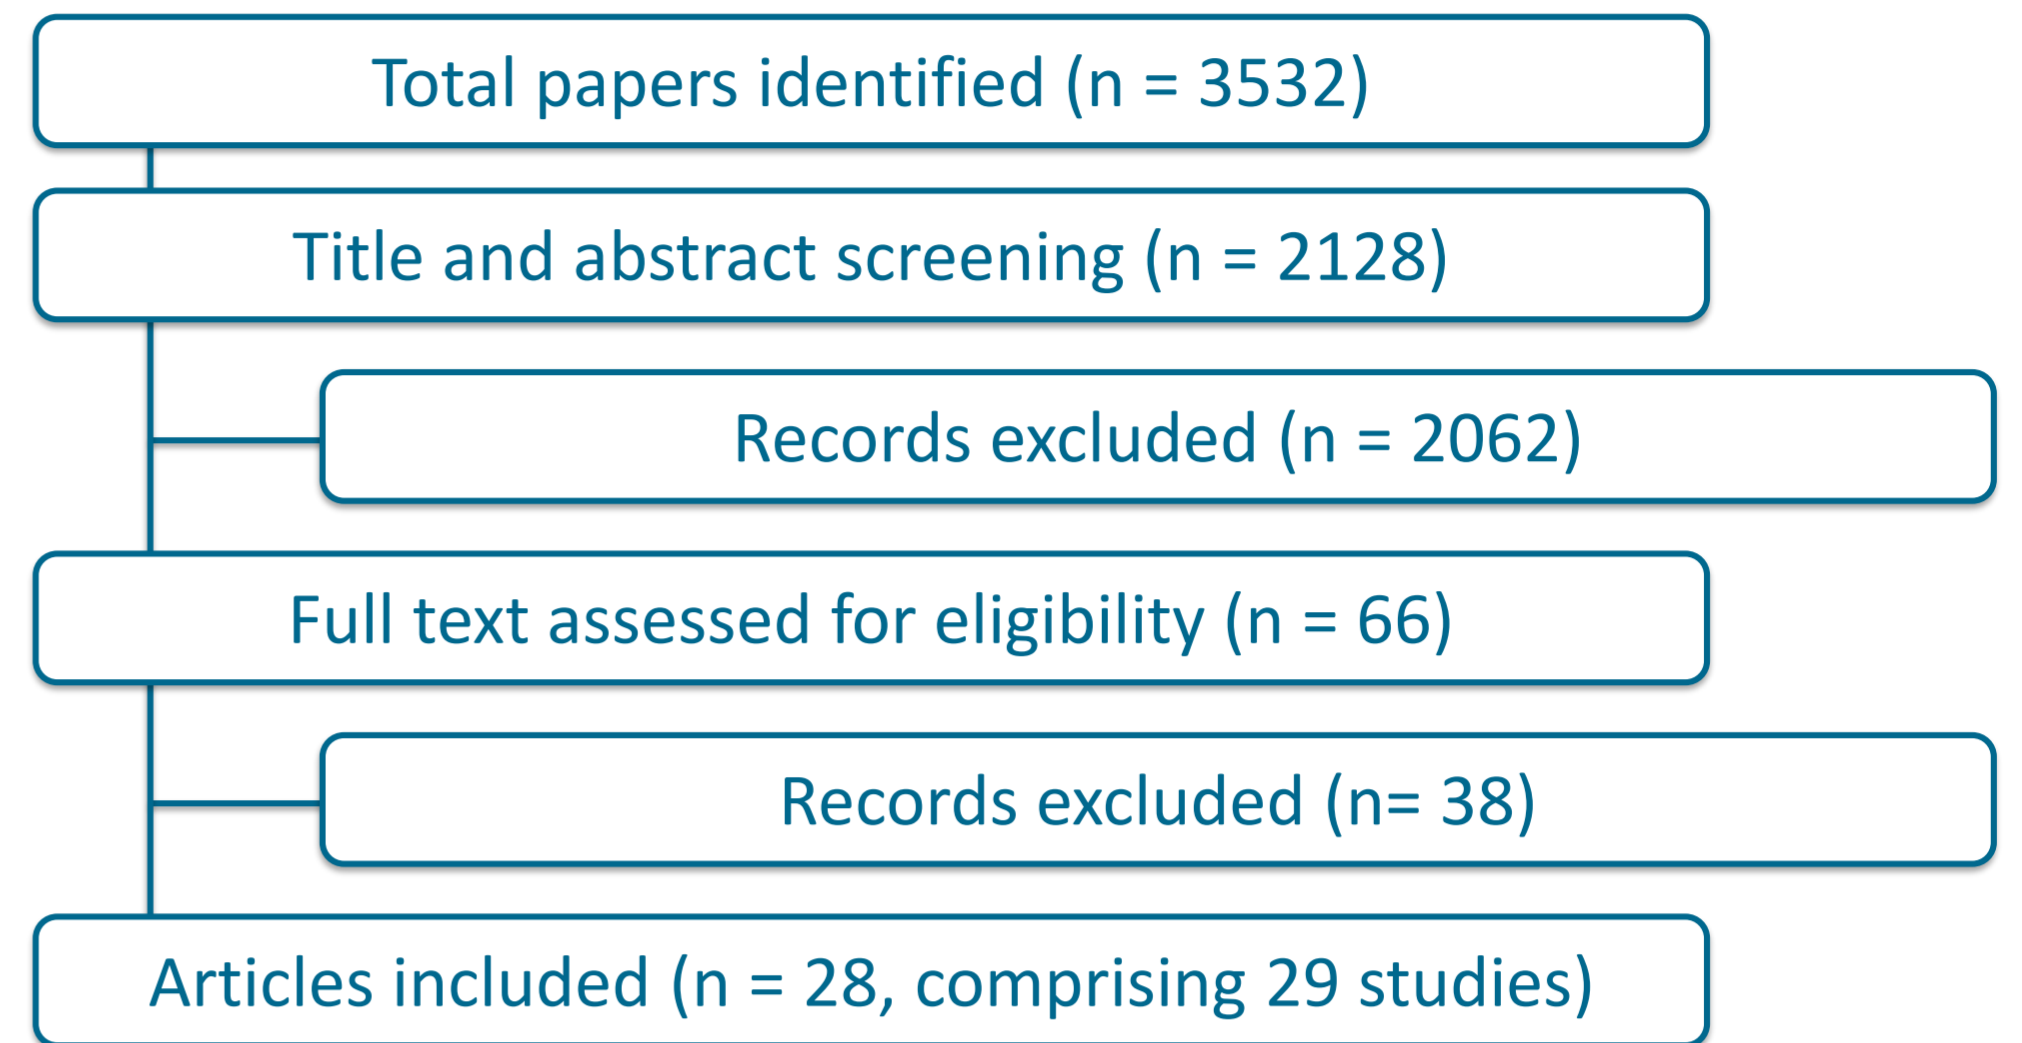 Total papers identified (n = 3532)
Title and abstract screening (n = 2128)
Records excluded (n = 2062)
Full text assessed for eligibility (n = 66)
Records excluded (n= 38)
Articles included (n = 28, comprising 29 studies)